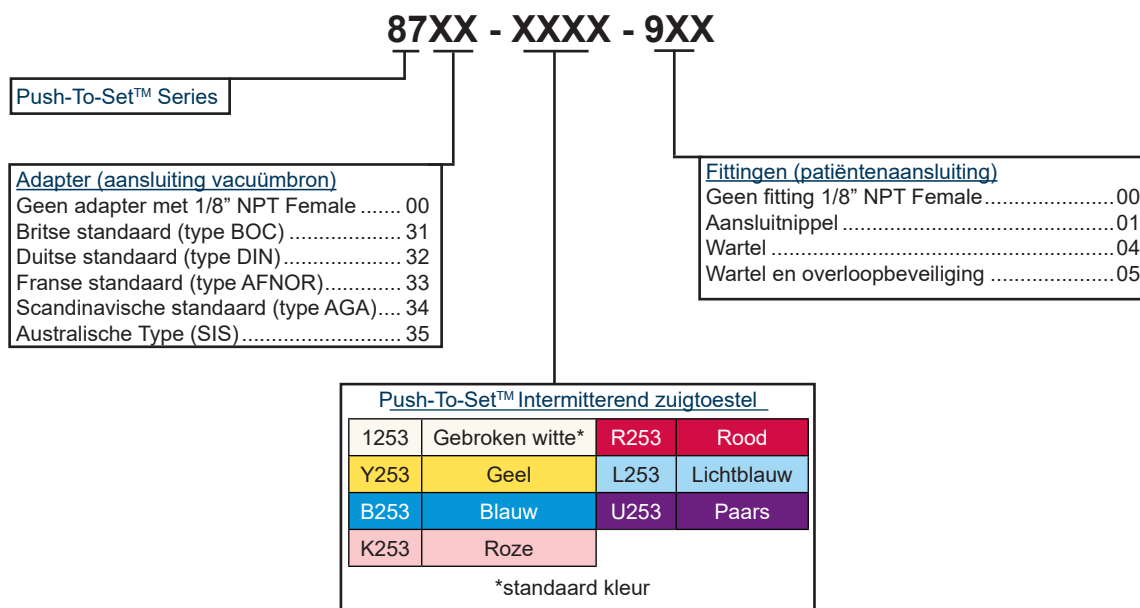 87XX - XXXX - 9XX
Push-To-Set™ Series
Adapter (aansluiting vacuümbron)
Geen adapter met 1/8” NPT Female ....... 00
Britse standaard (type BOC) ...................... 31
Duitse standaard (type DIN) ....................... 32
Franse standaard (type AFNOR) ............... 33
Scandinavische standaard (type AGA) .... 34
Australische Type (SIS) ............................ 35
Fittingen (patiëntenaansluiting)
Geen fitting 1/8” NPT Female ...................... 00
Aansluitnippel .............................................. 01
Wartel .......................................................... 04
Wartel en overloopbeveiliging ..................... 05
Push-To-Set™ Intermitterend zuigtoestel
1253 Gebroken witte* R253 Rood
Y253 Geel L253 Lichtblauw
B253 Blauw U253 Paars
K253 Roze
*standaard kleur